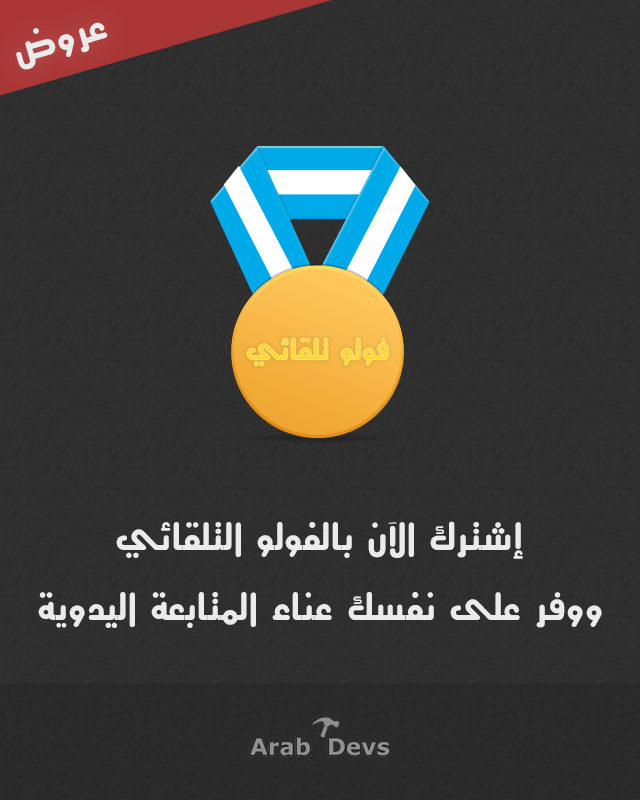 عروض
فولو تلقائي
إشترك الآن بالفولو التلقائي
ووفر على نفسك عناء المتابعة اليدوية
Arab Devs